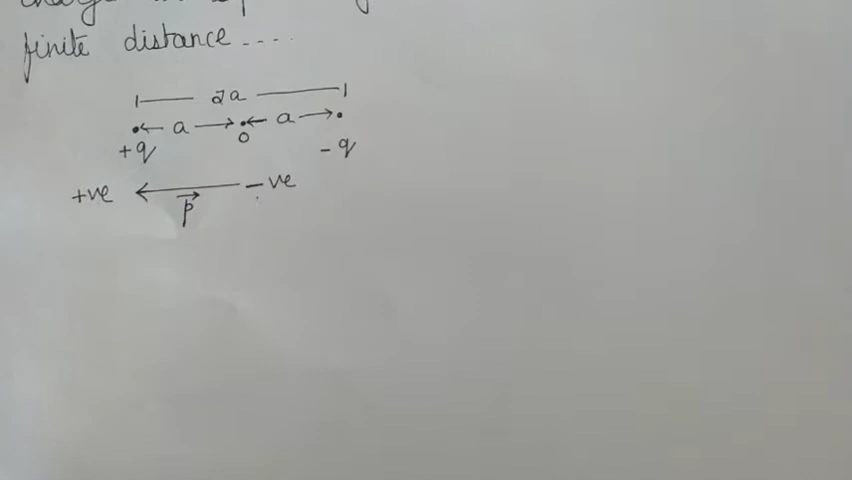 finite distance ....
2a
a a
O
+q - q
+ve -ve
p